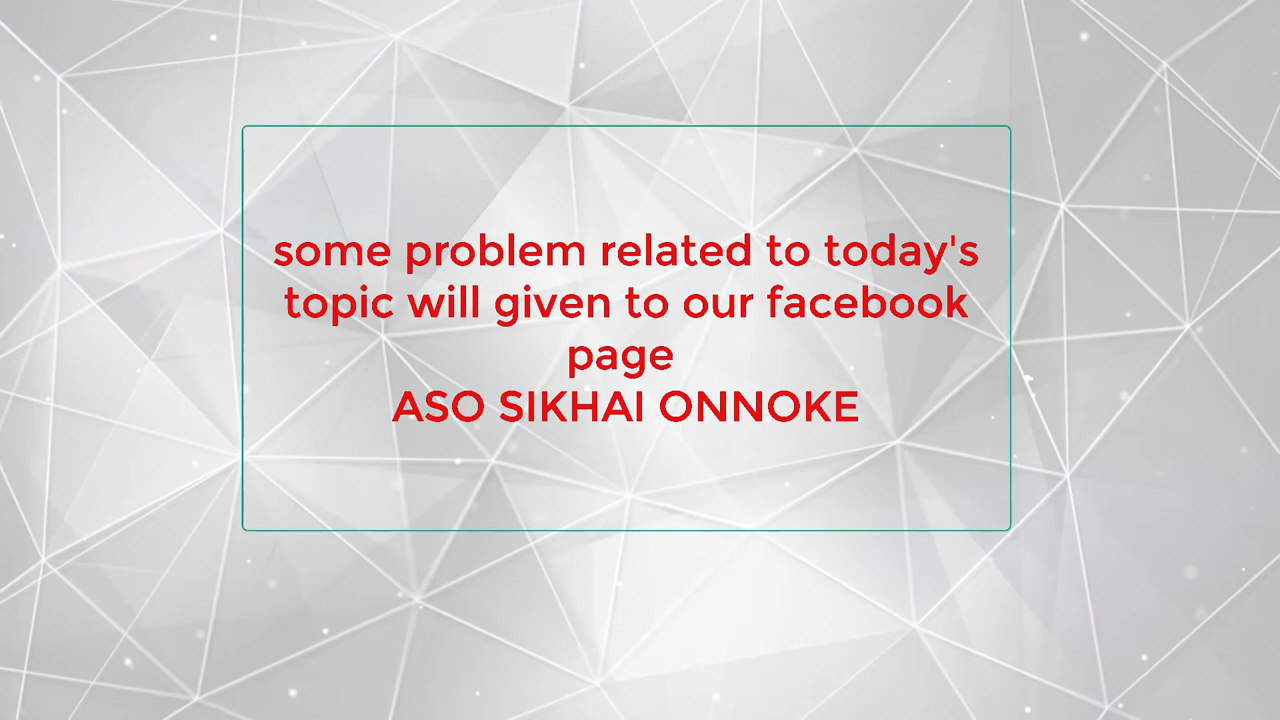 some problem related to today's
topic will given to our facebook
page
ASO SIKHAI ONNOKE